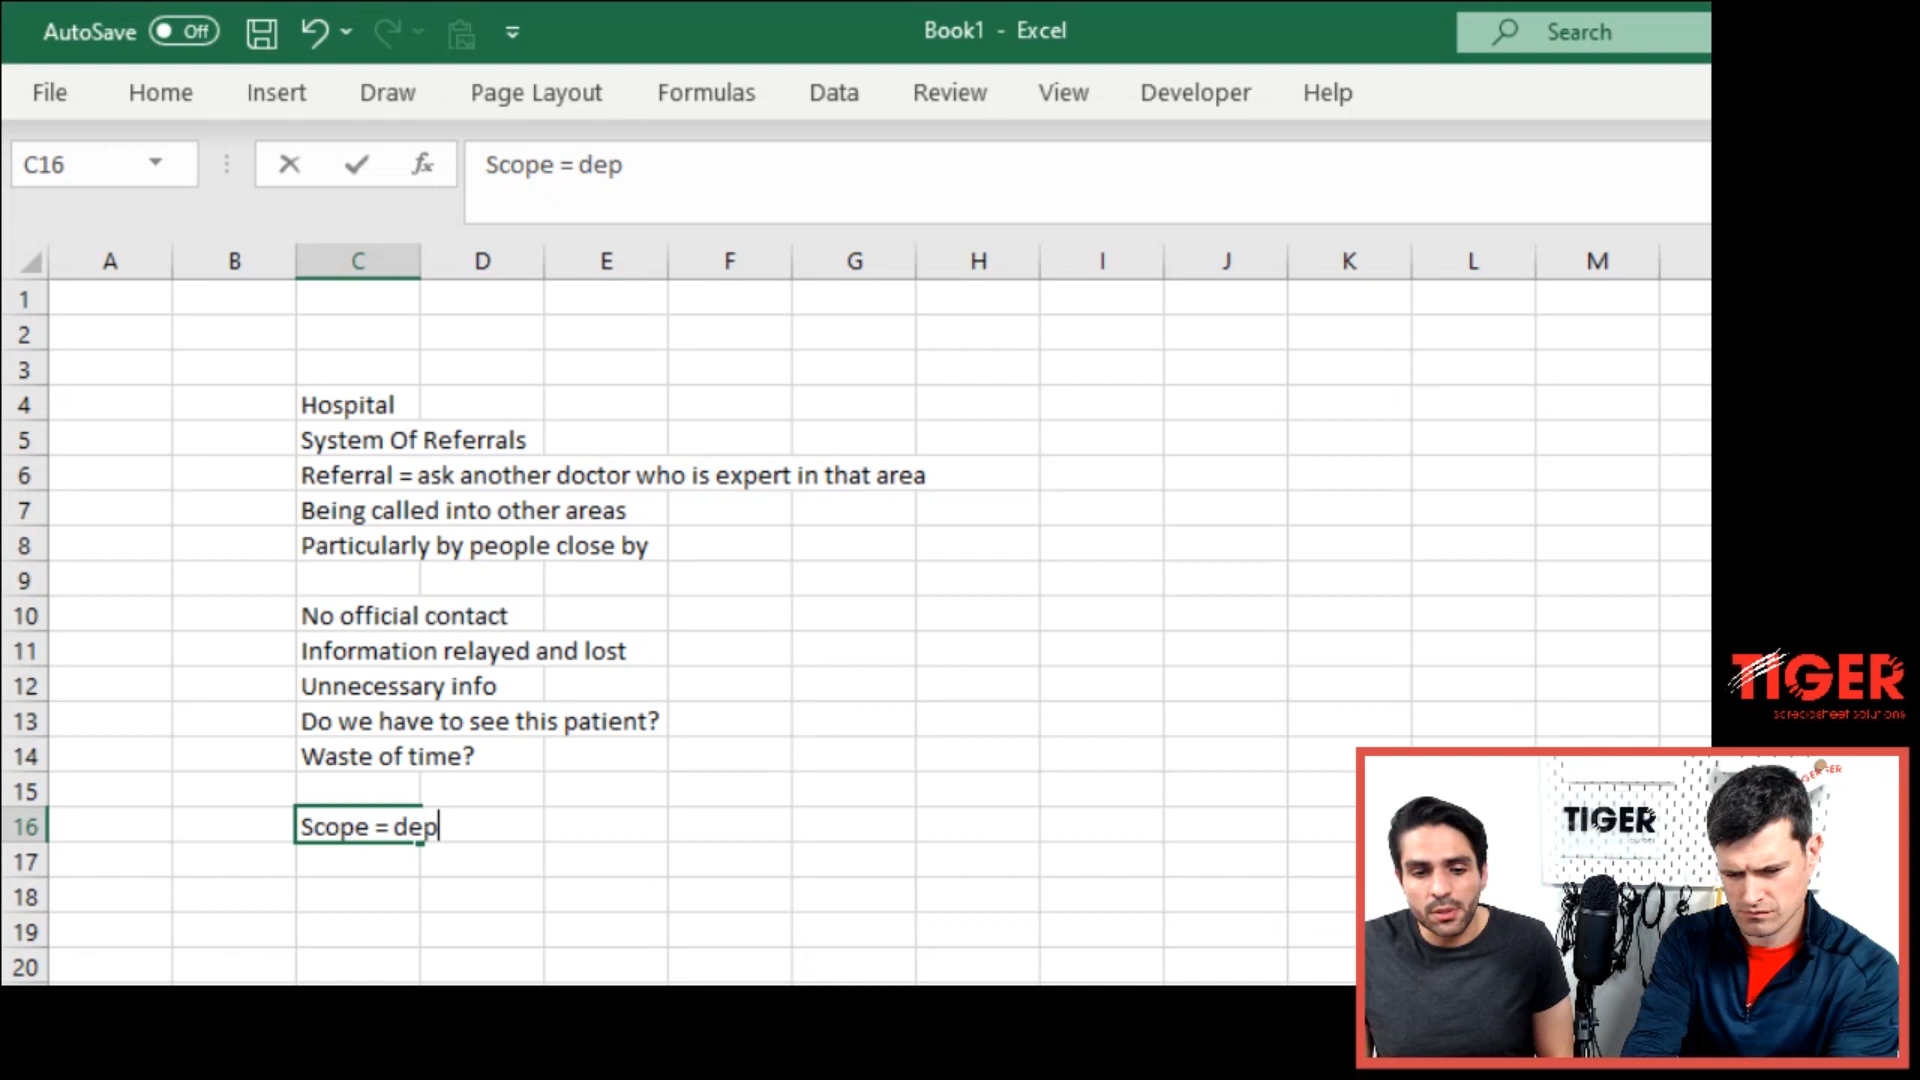 AutoSave Off Book1 - Excel Search
File Home Insert Draw Page Layout Formulas Data Review View Developer Help
C16 fx Scope = dep
A B C D E F G H I J K L M
1
2
3
4 Hospital
5 System Of Referrals
6 Referral = ask another doctor who is expert in that area
7 Being called into other areas
8 Particularly by people close by
9
10 No official contact
11 Information relayed and lost
12 Unnecessary info
13 Do we have to see this patient?
14 Waste of time?
15
16 Scope = dep
17
18
19
20
TIGER
spreadsheet solutions
TIGER